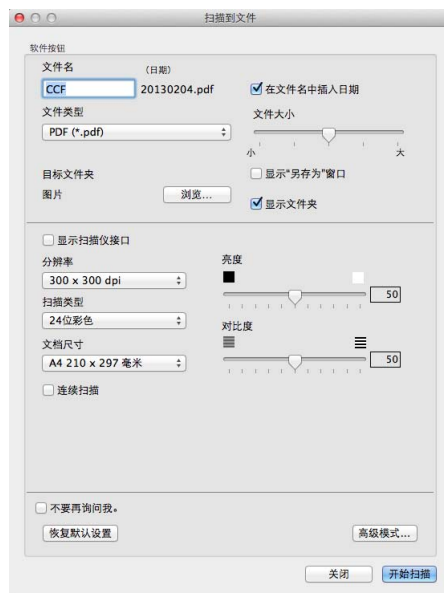 扫描到文件
软件按钮
文件名 (日期)
CCF 20130204.pdf 在文件名中插入日期
文件类型 文件大小
PDF (*.pdf)
小 大
目标文件夹 显示“另存为”窗口
图片 浏览... 显示文件夹
显示扫描仪接口
分辨率 亮度
300 x 300 dpi 50
扫描类型
24位彩色 对比度
文档尺寸
A4 210 x 297 毫米 50
连续扫描
不要再询问我。
恢复默认设置 高级模式...
关闭 开始扫描